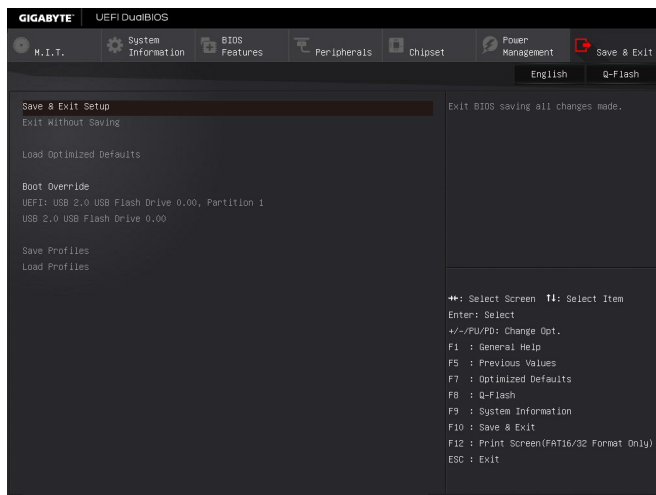 GIGABYTE™ UEFI DualBIOS
M.I.T.
System Information
BIOS Features
Peripherals
Chipset
Power Management
Save & Exit
English Q-Flash
Save & Exit Setup
Exit Without Saving
Load Optimized Defaults
Boot Override
UEFI: USB 2.0 USB Flash Drive 0.00, Partition 1
USB 2.0 USB Flash Drive 0.00
Save Profiles
Load Profiles
Exit BIOS saving all changes made.
→←: Select Screen ↑↓: Select Item
Enter: Select
+/-/PU/PD: Change Opt.
F1 : General Help
F5 : Previous Values
F7 : Optimized Defaults
F8 : Q-Flash
F9 : System Information
F10 : Save & Exit
F12 : Print Screen(FAT16/32 Format Only)
ESC : Exit